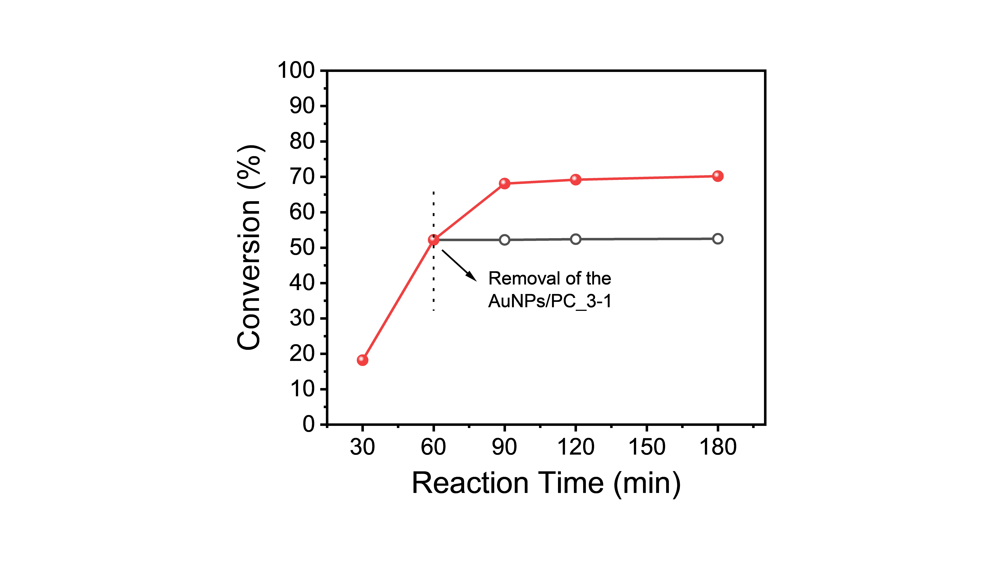 100
90
80
70
60
50
40
30
20
10
0
Conversion (%)
Removal of the
AuNPs/PC_3-1
30 60 90 120 150 180
Reaction Time (min)